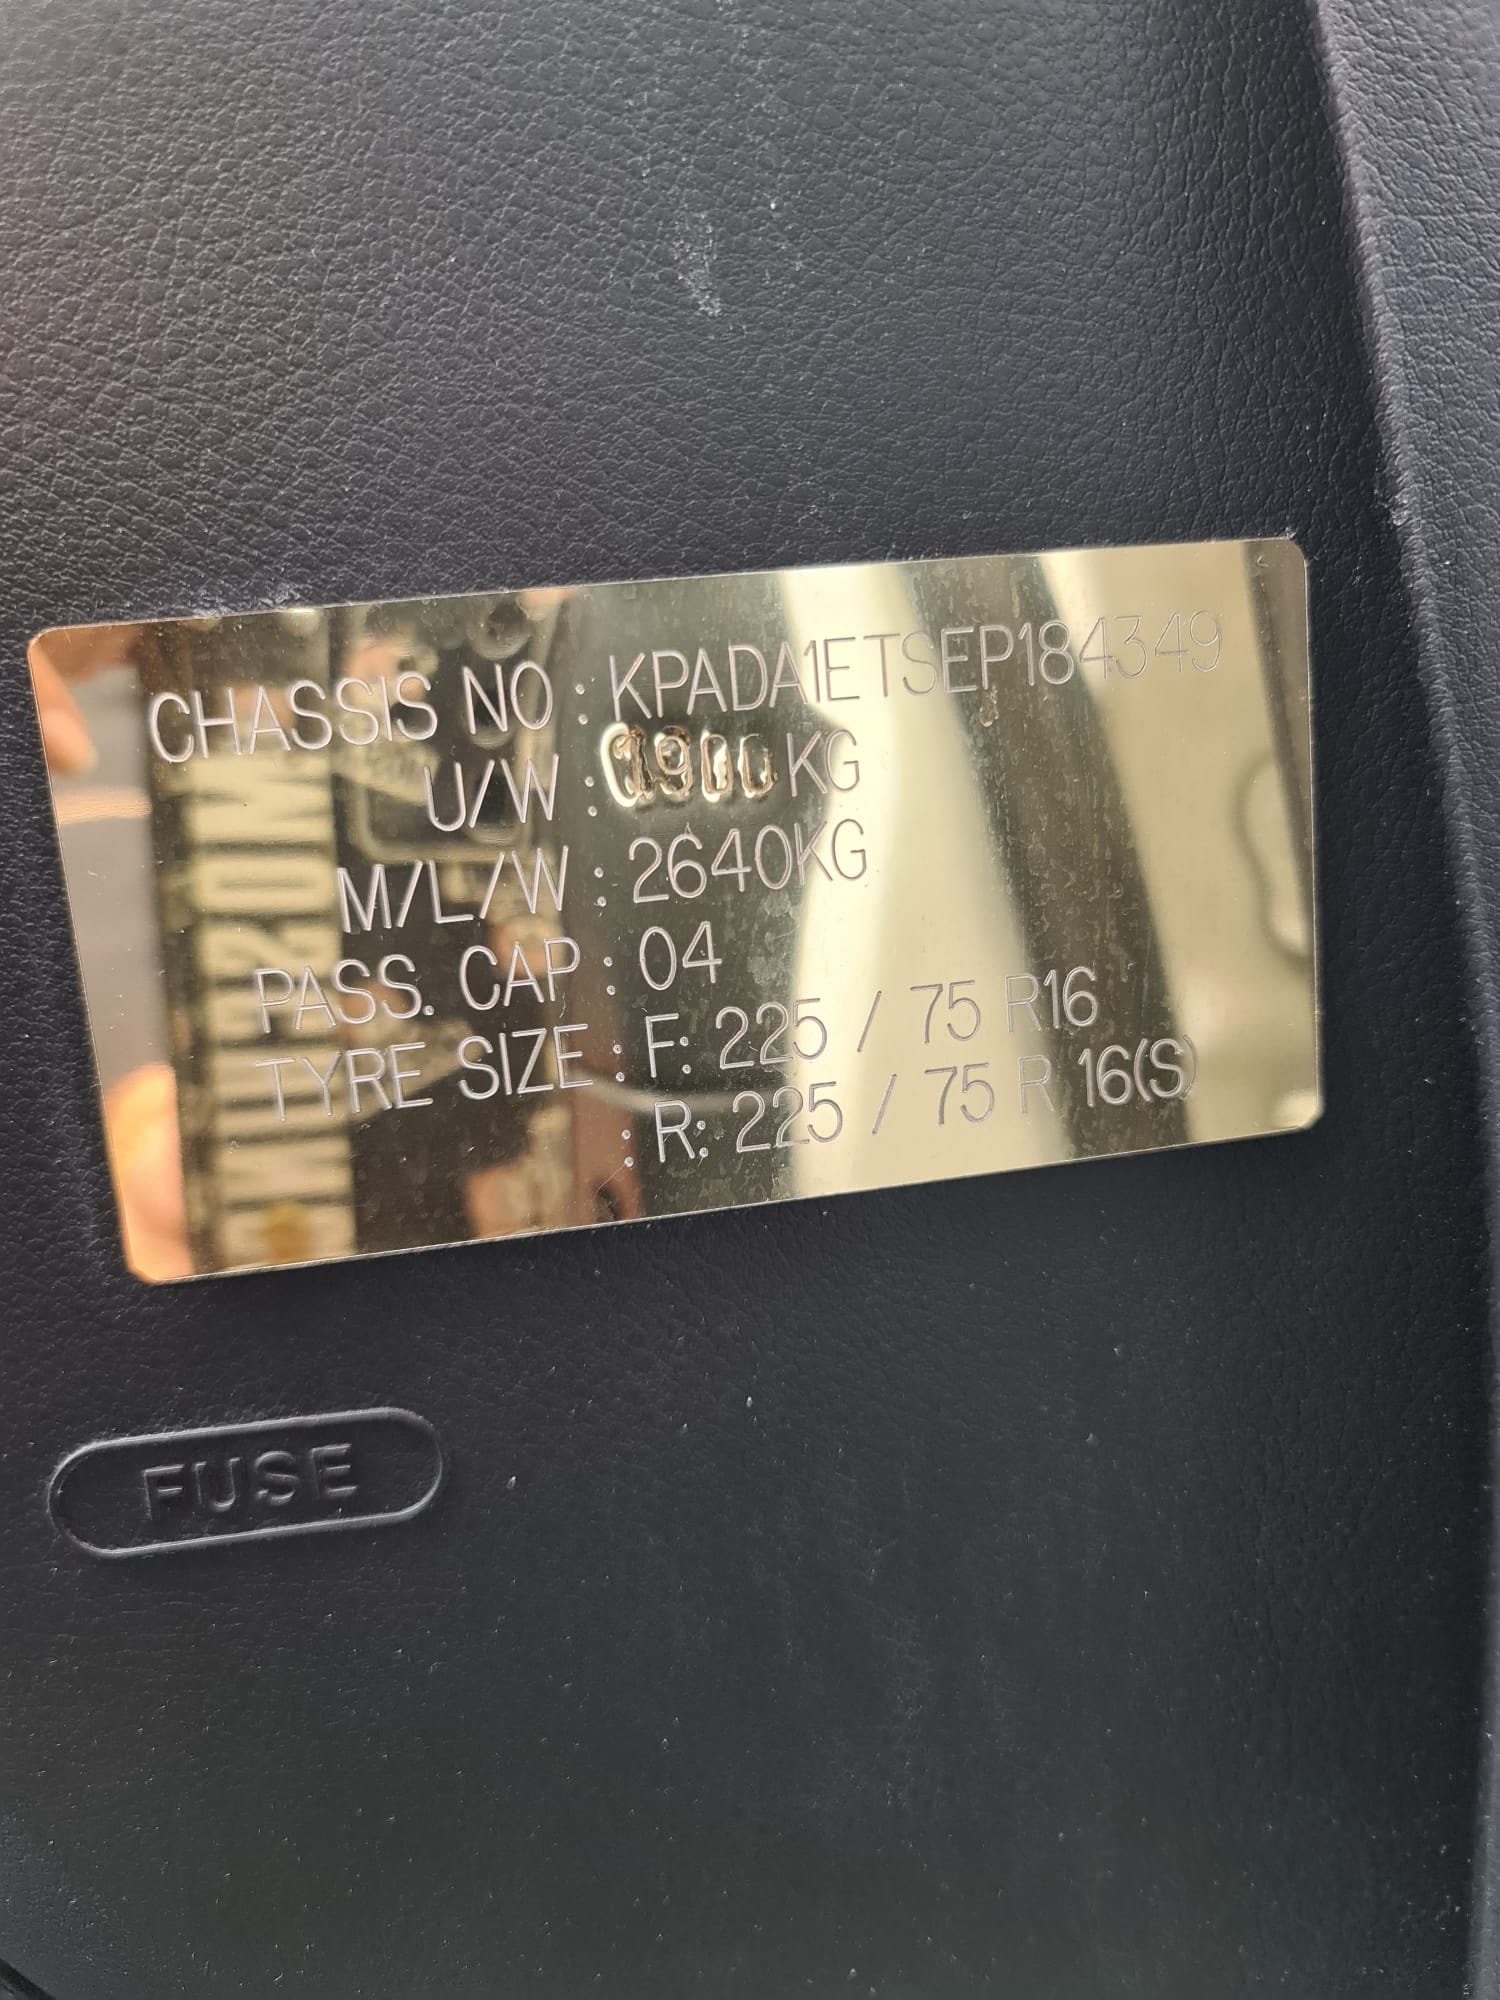 CHASSIS NO : KPADA1ETSEP184349
U/W : 1900 KG
M/L/W : 2640KG
PASS. CAP : 04
TYRE SIZE : F: 225 / 75 R16
: R: 225 / 75 R 16(S)
FUSE